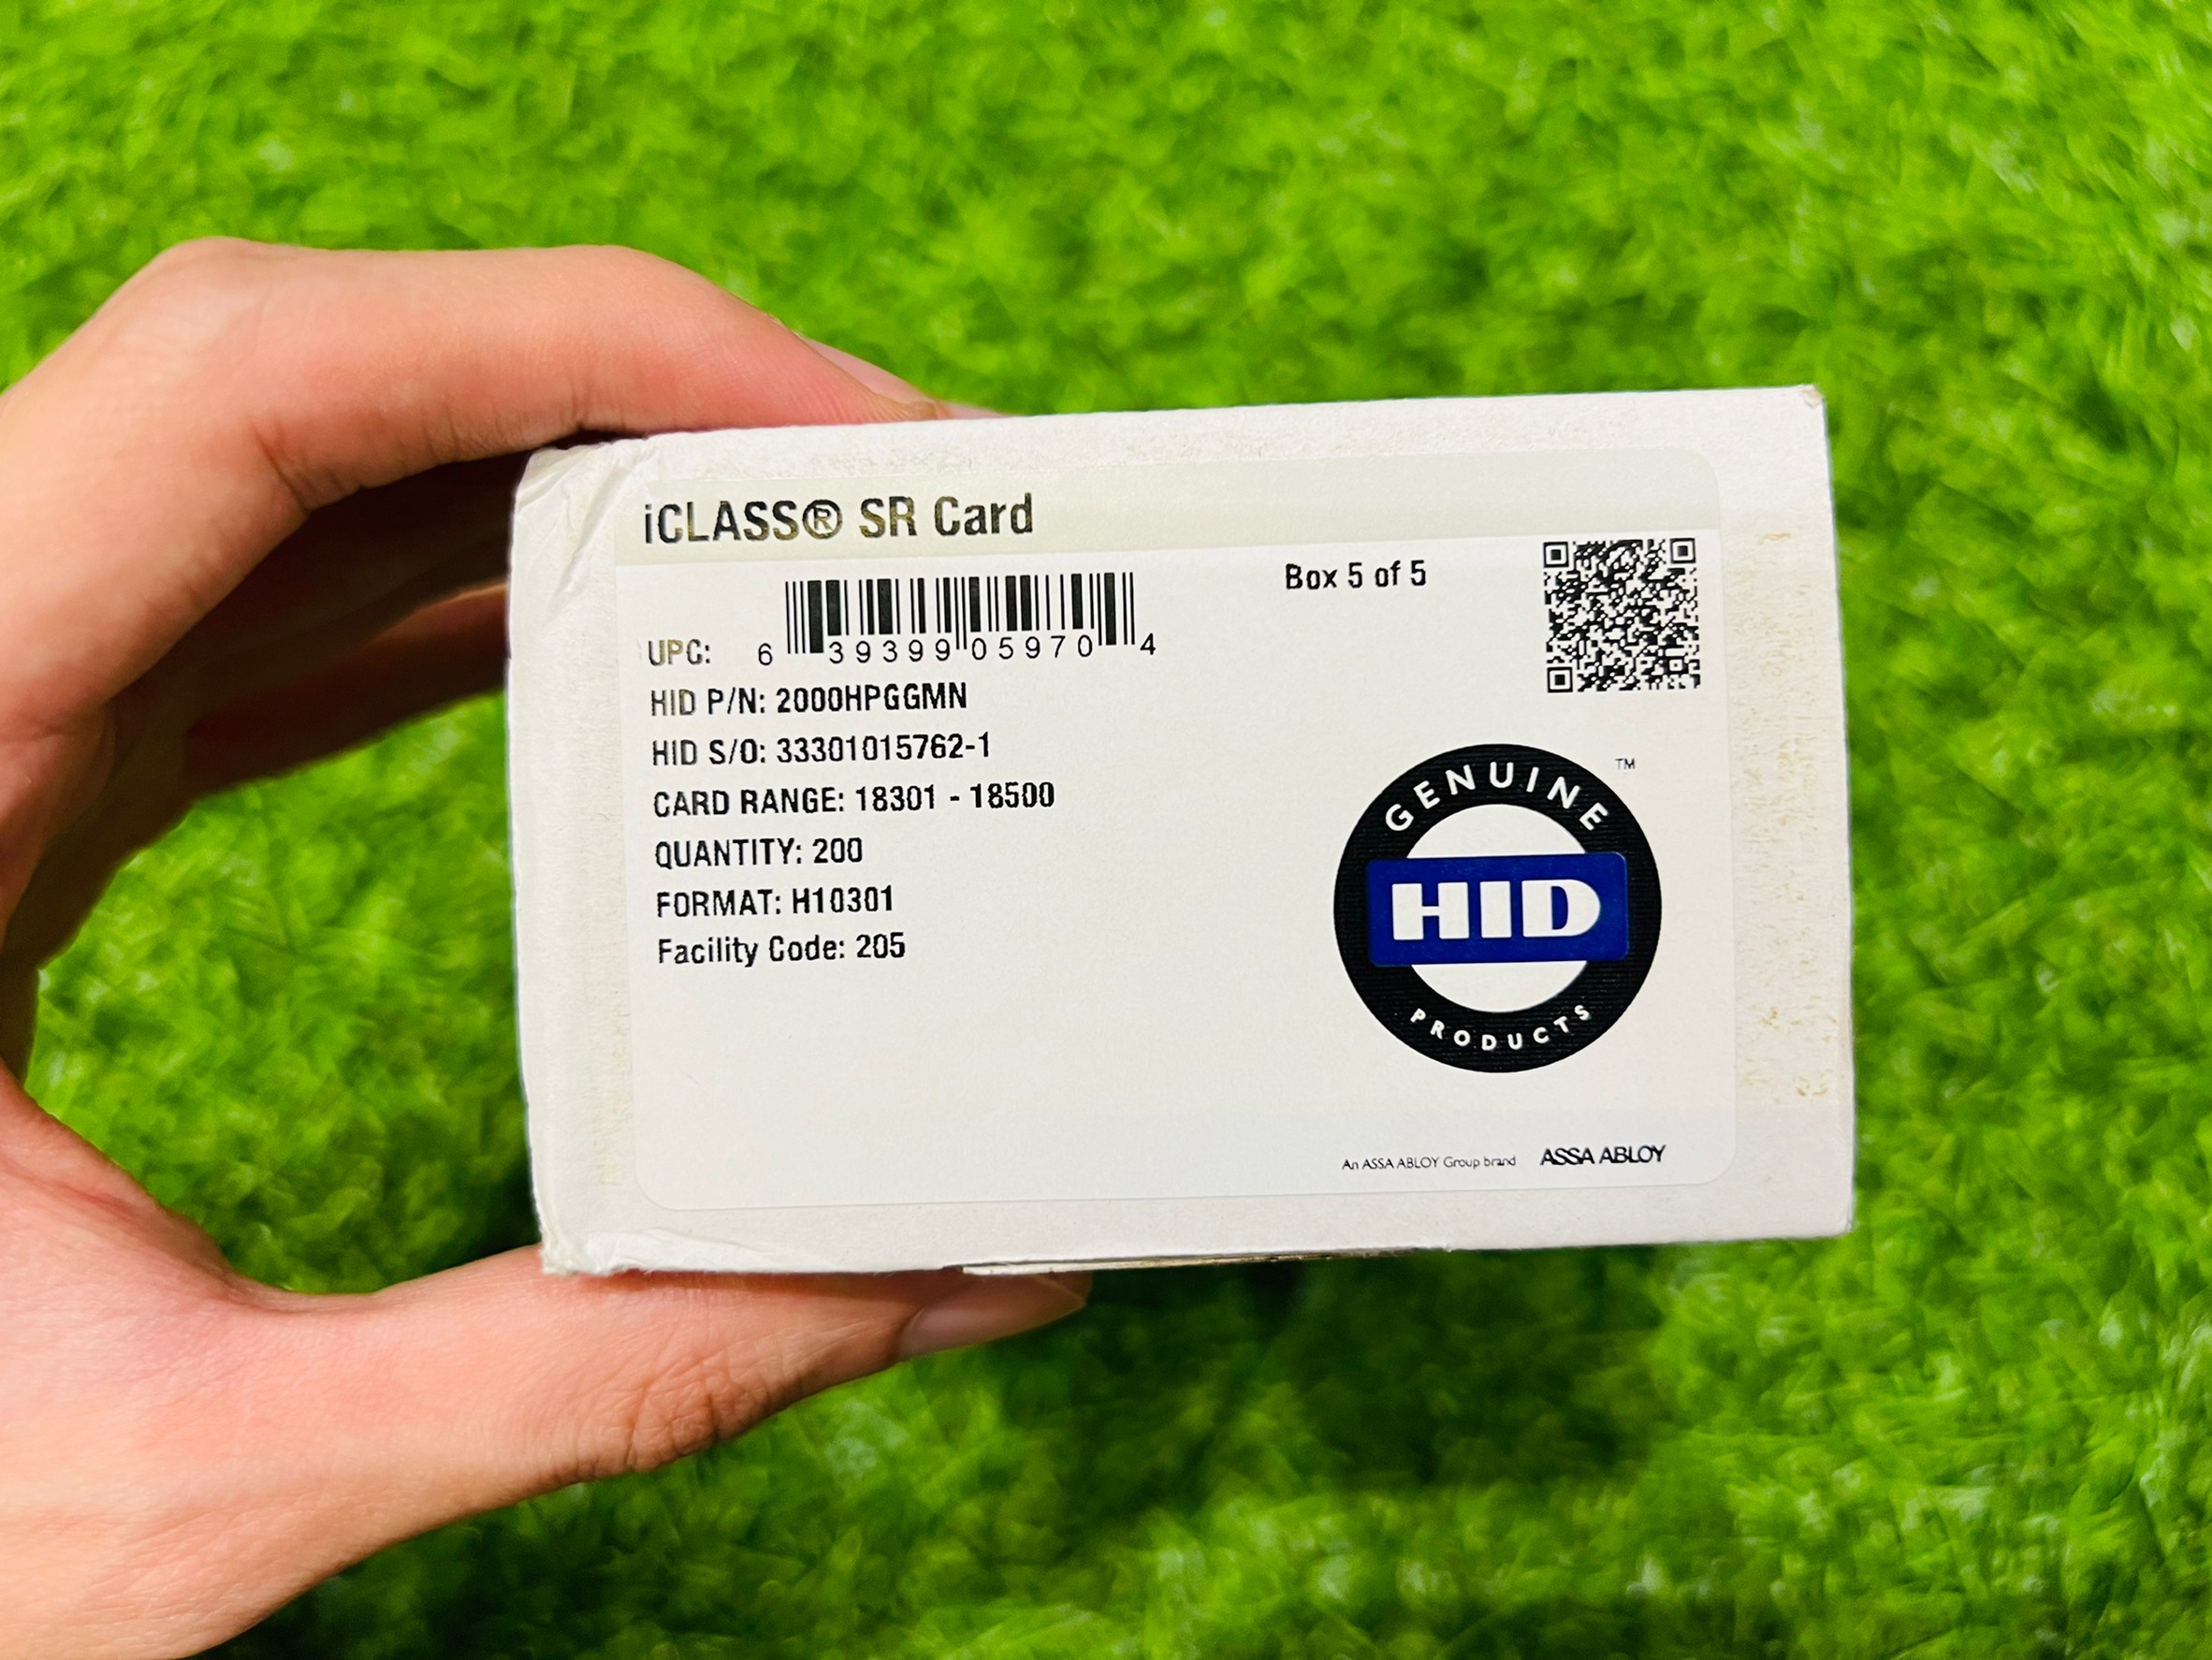 iCLASS® SR Card
Box 5 of 5
UPC: 6 39399 05970 4
HID P/N: 2000HPGGMN
HID S/O: 33301015762-1
CARD RANGE: 18301 - 18500
QUANTITY: 200
FORMAT: H10301
Facility Code: 205
GENUINE ™
HID
PRODUCTS
An ASSA ABLOY Group brand ASSA ABLOY